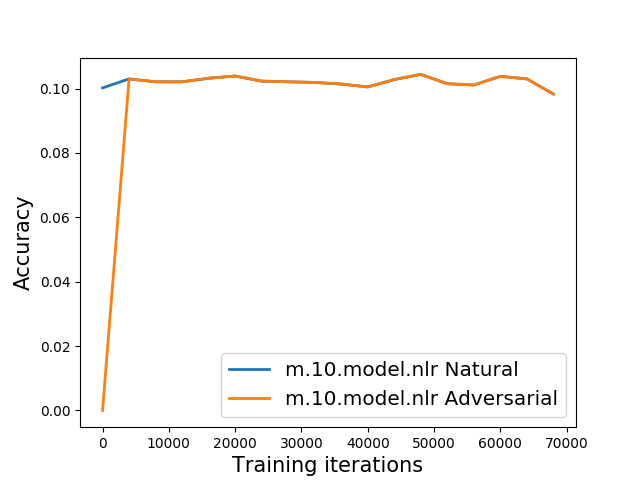 0.10
0.08
0.06
0.04
0.02
0.00
Accuracy
m.10.model.nlr Natural
m.10.model.nlr Adversarial
0 10000 20000 30000 40000 50000 60000 70000
Training iterations